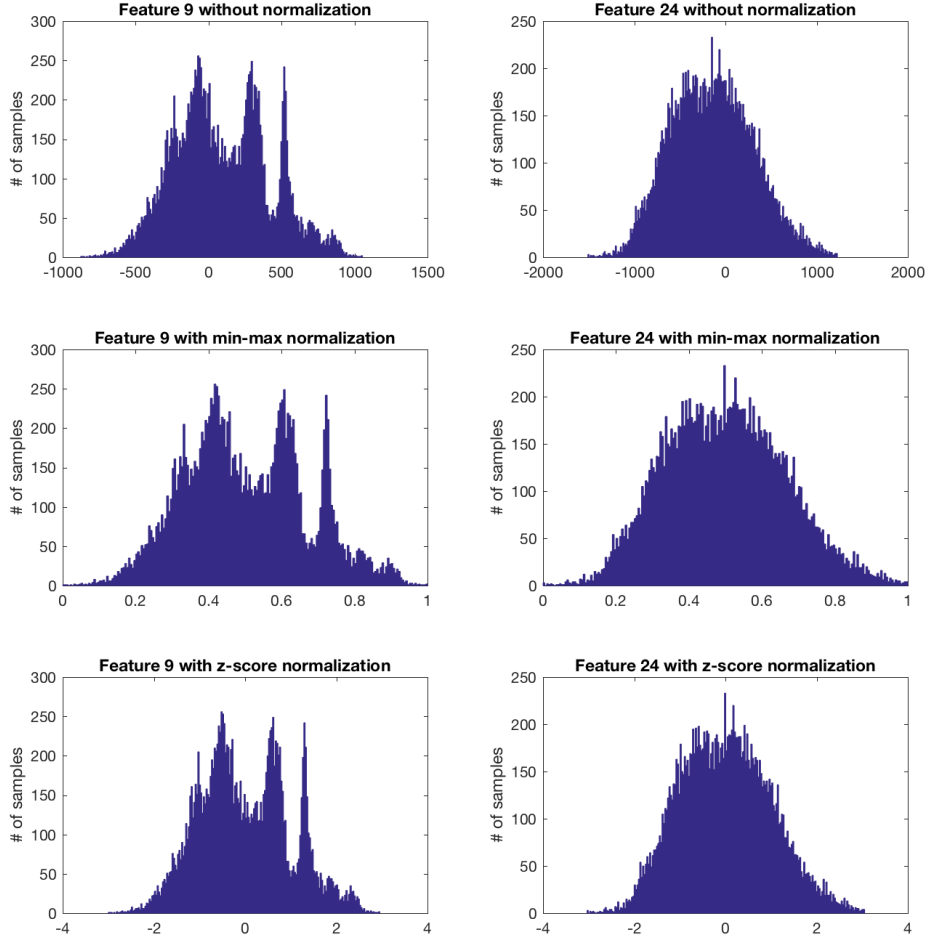 Feature 9 without normalization
300
250
200
150
100
50
0
# of samples
-1000 -500 0 500 1000 1500
Feature 24 without normalization
250
200
150
100
50
0
# of samples
-2000 -1000 0 1000 2000
Feature 9 with min-max normalization
300
250
200
150
100
50
0
# of samples
0 0.2 0.4 0.6 0.8 1
Feature 24 with min-max normalization
250
200
150
100
50
0
# of samples
0 0.2 0.4 0.6 0.8 1
Feature 9 with z-score normalization
300
250
200
150
100
50
0
# of samples
-4 -2 0 2 4
Feature 24 with z-score normalization
250
200
150
100
50
0
# of samples
-4 -2 0 2 4